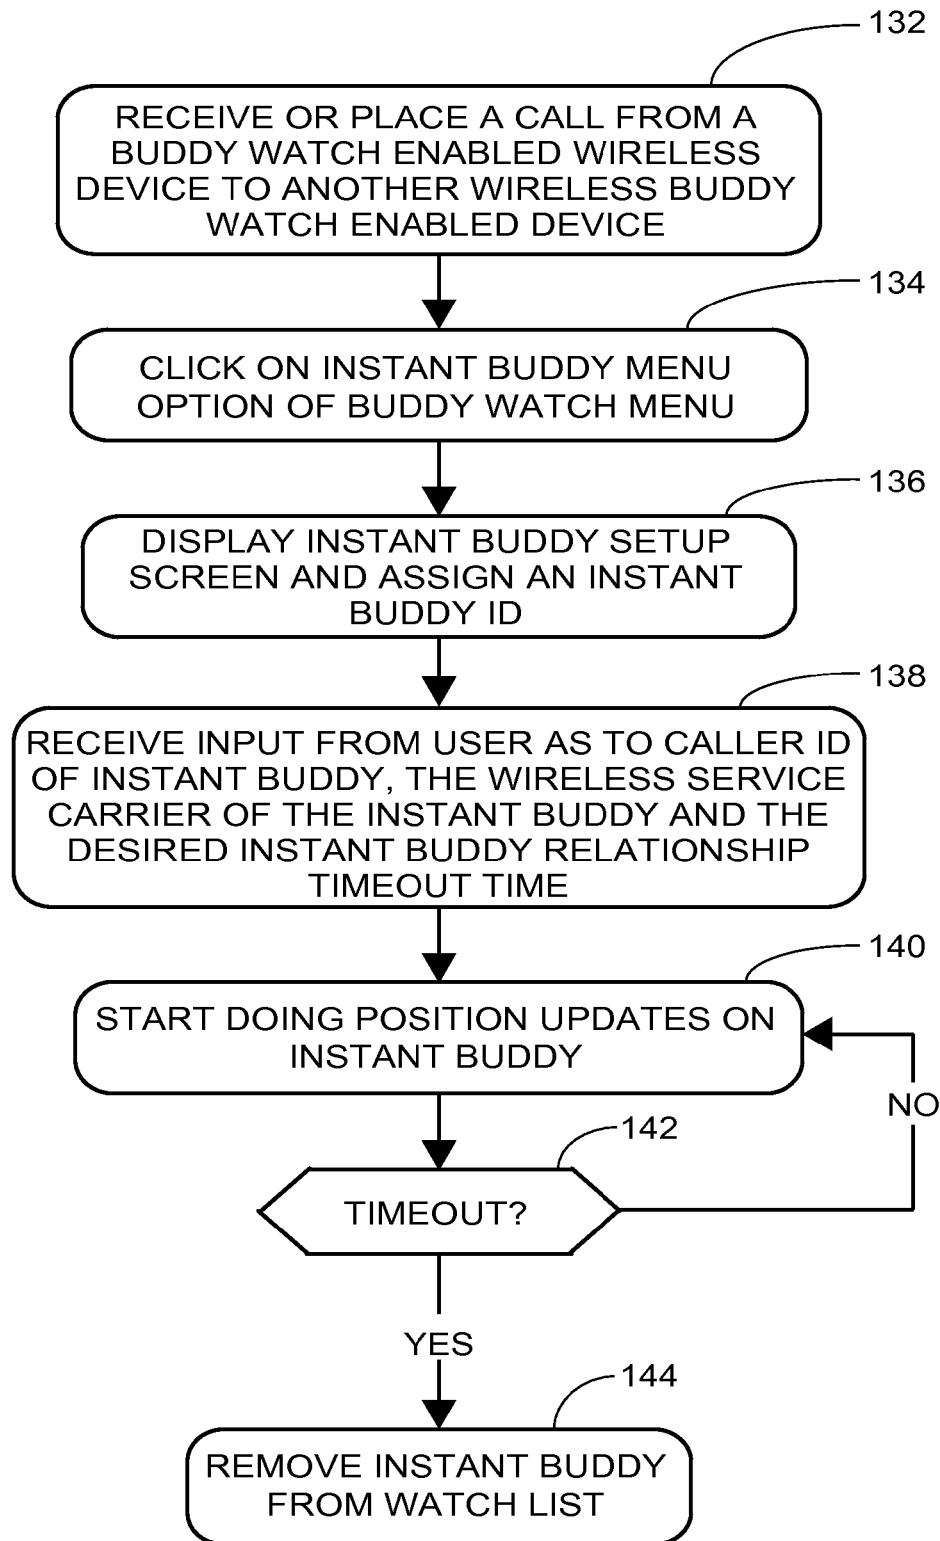 132
RECEIVE OR PLACE A CALL FROM A
BUDDY WATCH ENABLED WIRELESS
DEVICE TO ANOTHER WIRELESS BUDDY
WATCH ENABLED DEVICE
134
CLICK ON INSTANT BUDDY MENU
OPTION OF BUDDY WATCH MENU
136
DISPLAY INSTANT BUDDY SETUP
SCREEN AND ASSIGN AN INSTANT
BUDDY ID
138
RECEIVE INPUT FROM USER AS TO CALLER ID
OF INSTANT BUDDY, THE WIRELESS SERVICE
CARRIER OF THE INSTANT BUDDY AND THE
DESIRED INSTANT BUDDY RELATIONSHIP
TIMEOUT TIME
140
START DOING POSITION UPDATES ON
INSTANT BUDDY
NO
142
TIMEOUT?
YES
144
REMOVE INSTANT BUDDY
FROM WATCH LIST